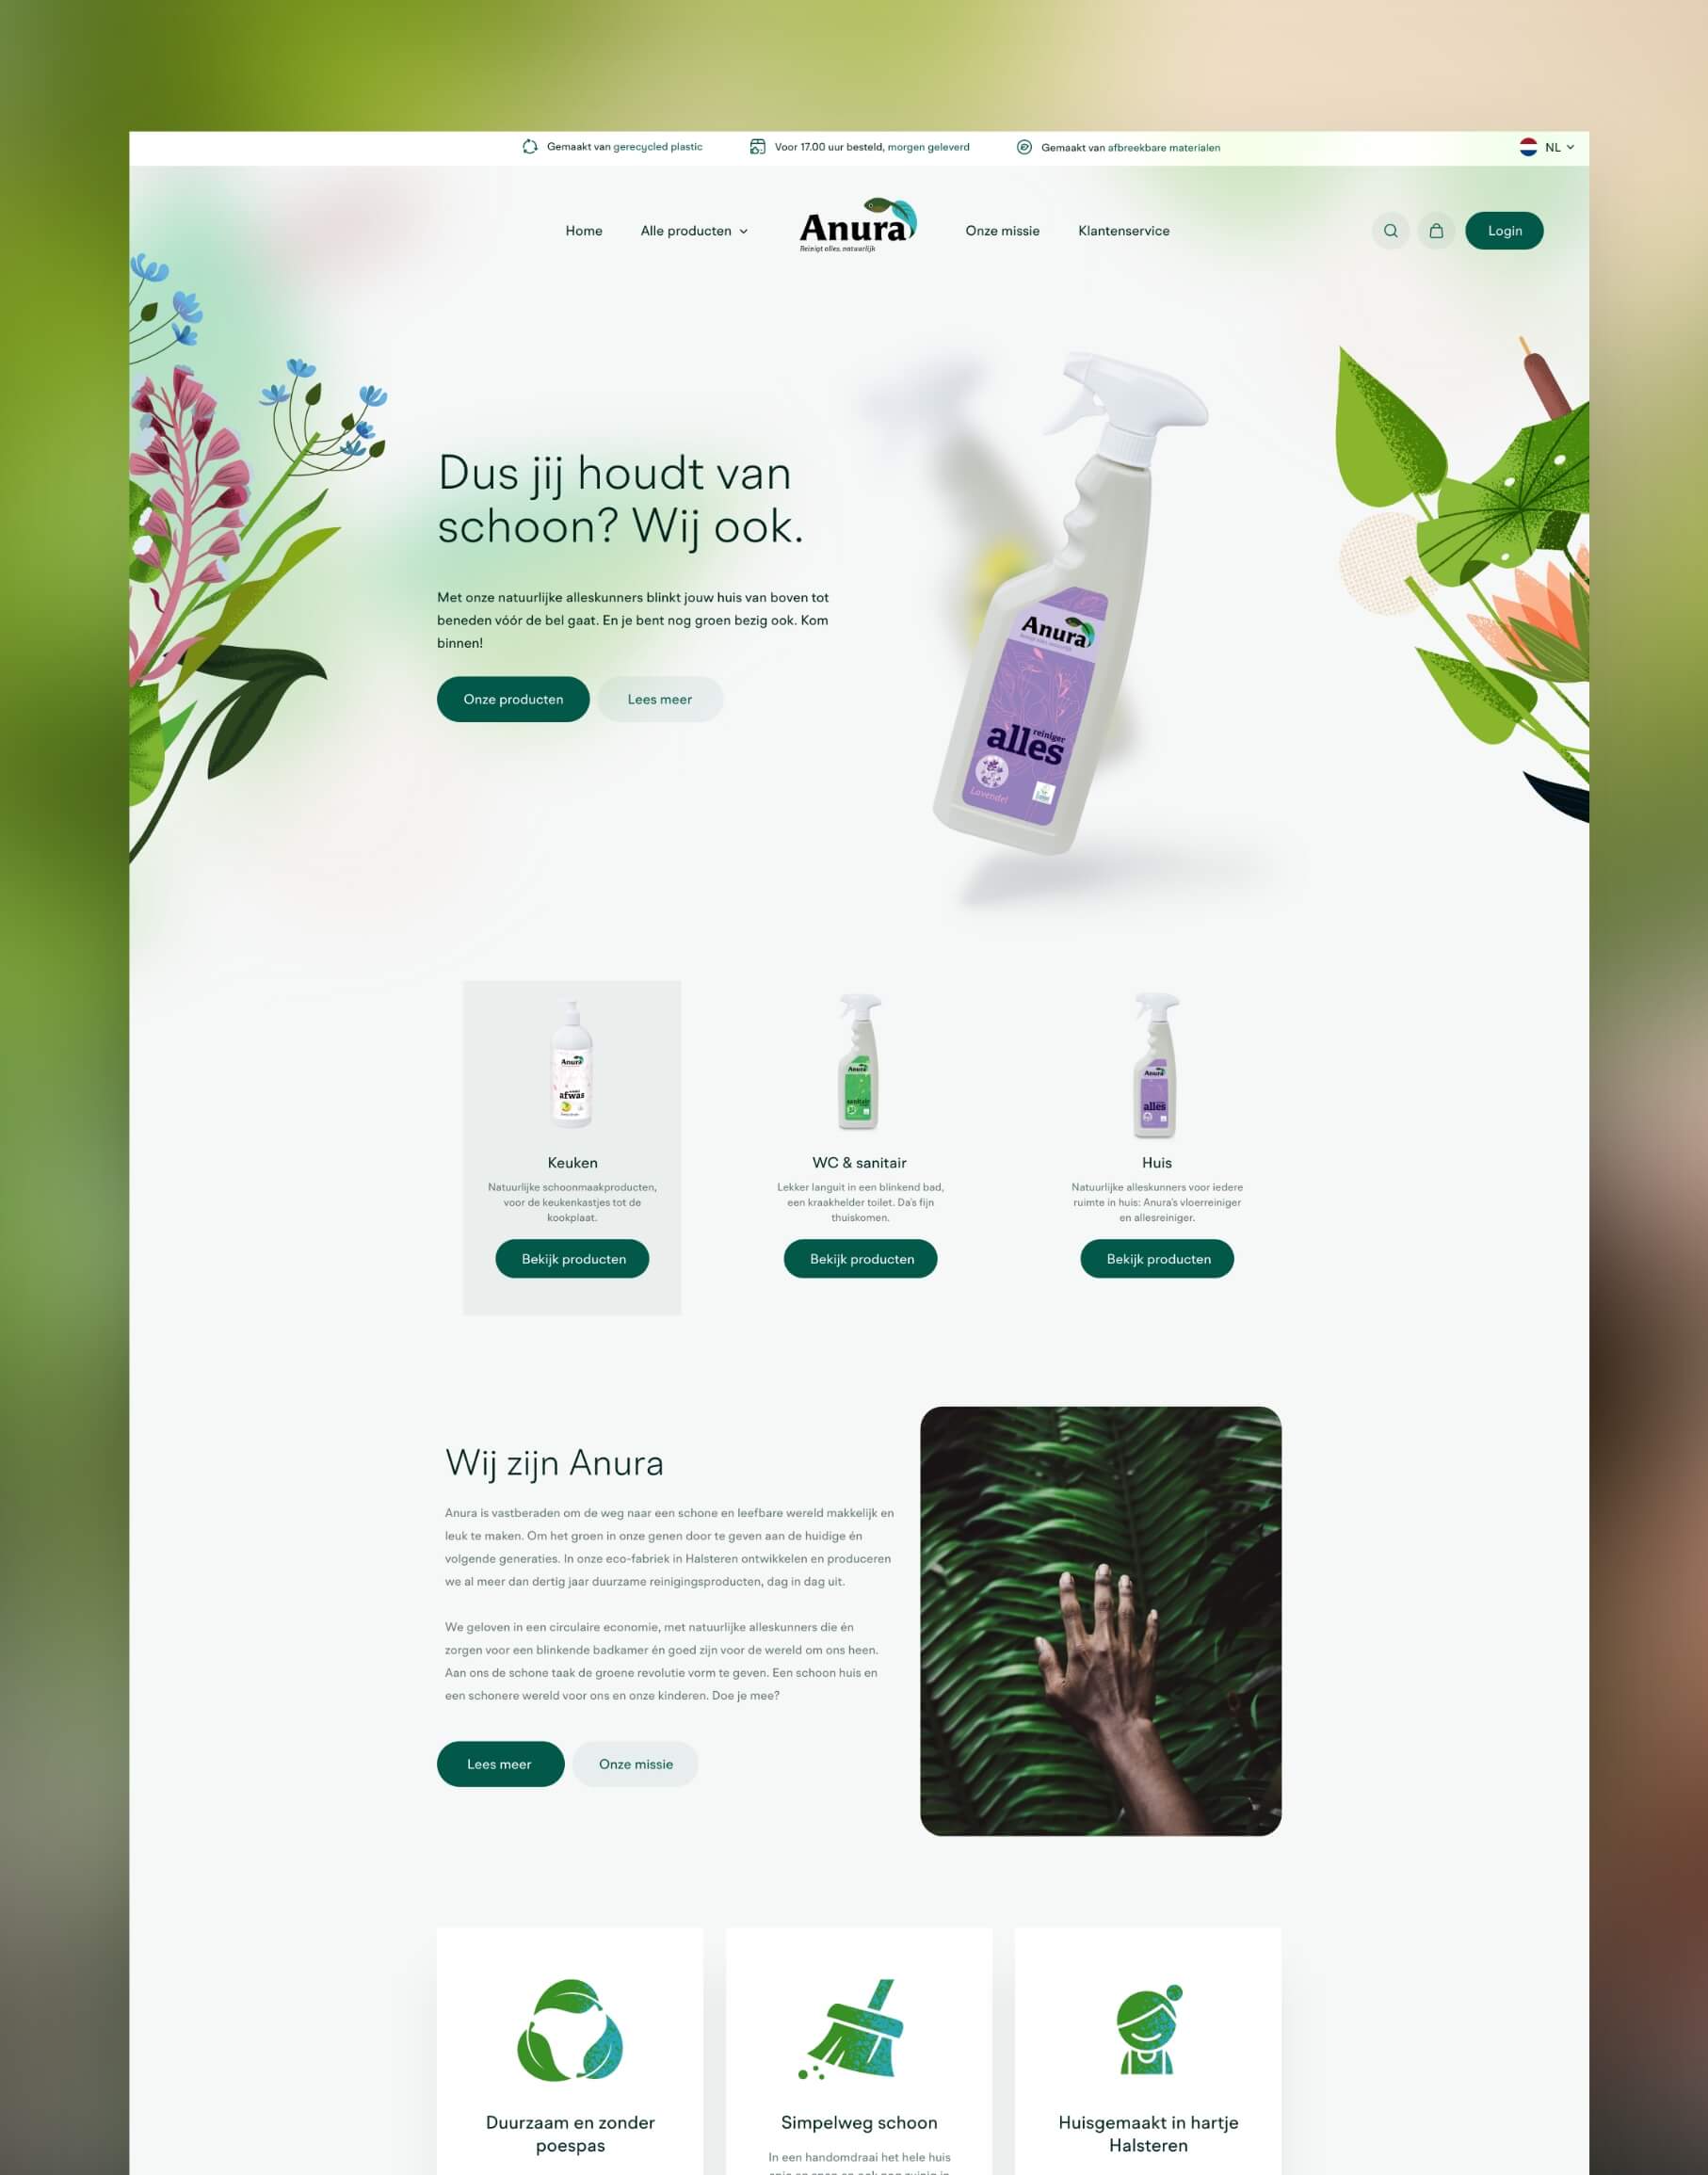 Gemaakt van gerecycled plastic
Voor 17.00 uur besteld, morgen geleverd
Gemaakt van afbreekbare materialen
NL
Home
Alle producten
Anura
Reinigt alles, natuurlijk
Onze missie
Klantenservice
Login
Dus jij houdt van
schoon? Wij ook.
Met onze natuurlijke alleskunners blinkt jouw huis van boven tot
beneden vóór de bel gaat. En je bent nog groen bezig ook. Kom
binnen!
Onze producten
Lees meer
Anura
reiniger
alles
Lavendel
Anura
afwas
Anura
sanitair
Anura
alles
Keuken
Natuurlijke schoonmaakproducten,
voor de keukenkastjes tot de
kookplaat.
Bekijk producten
WC & sanitair
Lekker languit in een blinkend bad,
een kraakhelder toilet. Da's fijn
thuiskomen.
Bekijk producten
Huis
Natuurlijke alleskunners voor iedere
ruimte in huis: Anura's vloerreiniger
en allesreiniger.
Bekijk producten
Wij zijn Anura
Anura is vastberaden om de weg naar een schone en leefbare wereld makkelijk en
leuk te maken. Om het groen in onze genen door te geven aan de huidige én
volgende generaties. In onze eco-fabriek in Halsteren ontwikkelen en produceren
we al meer dan dertig jaar duurzame reinigingsproducten, dag in dag uit.
We geloven in een circulaire economie, met natuurlijke alleskunners die én
zorgen voor een blinkende badkamer én goed zijn voor de wereld om ons heen.
Aan ons de schone taak de groene revolutie vorm te geven. Een schoon huis en
een schonere wereld voor ons en onze kinderen. Doe je mee?
Lees meer
Onze missie
Duurzaam en zonder
poespas
Simpelweg schoon
In een handomdraai het hele huis
Huisgemaakt in hartje
Halsteren